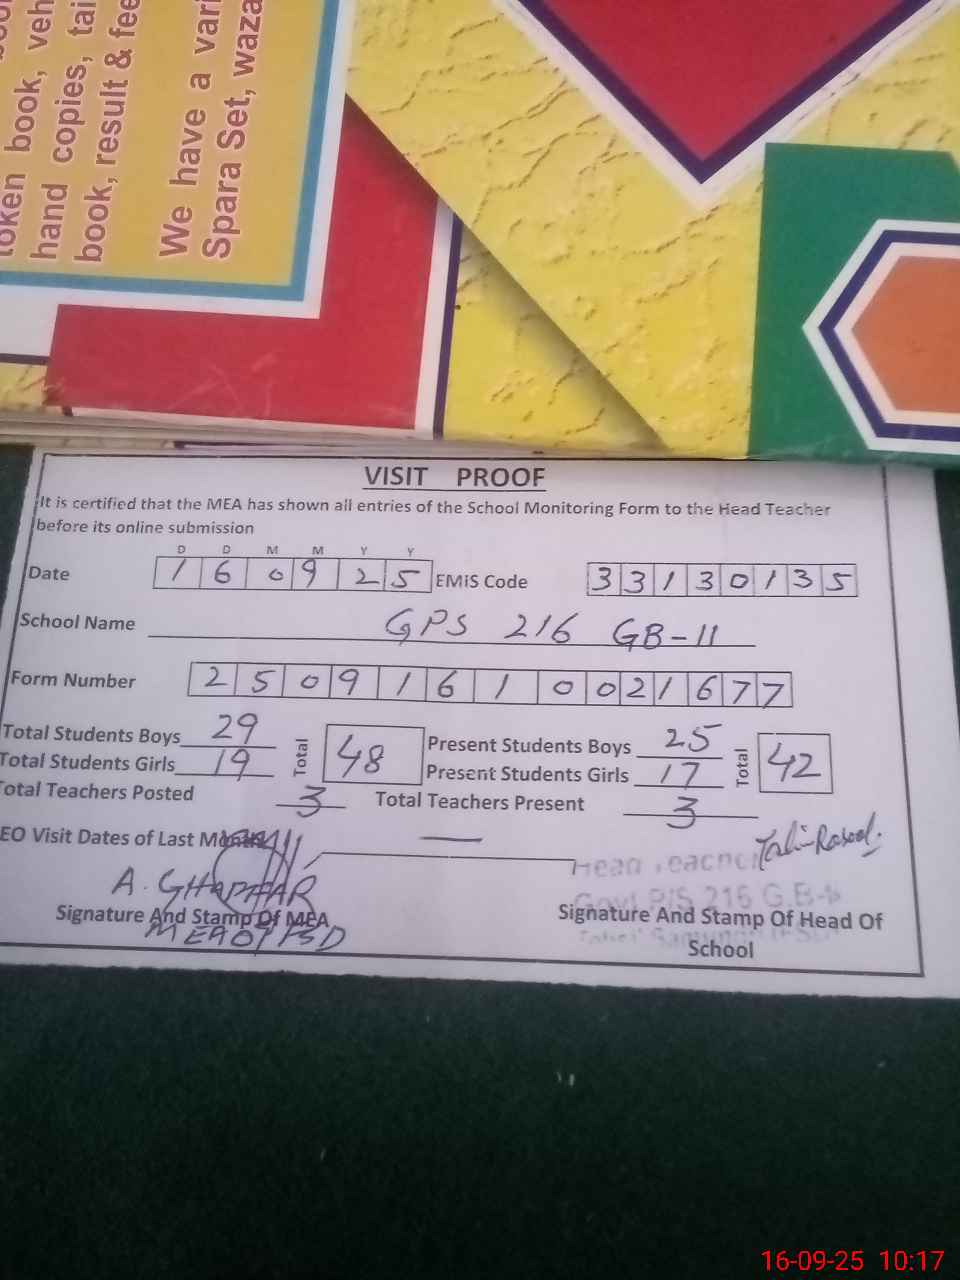 token book, veh
hand copies, tai
book, result & fee
We have a vari
Spara Set, waza
VISIT PROOF
It is certified that the MEA has shown all entries of the School Monitoring Form to the Head Teacher
before its online submission
D D M M Y Y
Date 1 6 0 9 2 5 EMiS Code 3 3 1 3 0 1 3 5
School Name GPS 216 GB-II
Form Number 2 5 0 9 1 6 1 0 0 2 1 6 7 7
Total Students Boys 29 Total 48 Present Students Boys 25 Total 42
Total Students Girls 19 Present Students Girls 17
Total Teachers Posted 3 Total Teachers Present 3
EO Visit Dates of Last Month —
Head Teacher
Govt P/S 216 G.B-
A. GHAFFAR
Signature And Stamp Of MEA
Signature And Stamp Of Head Of
School
16-09-25 10:17